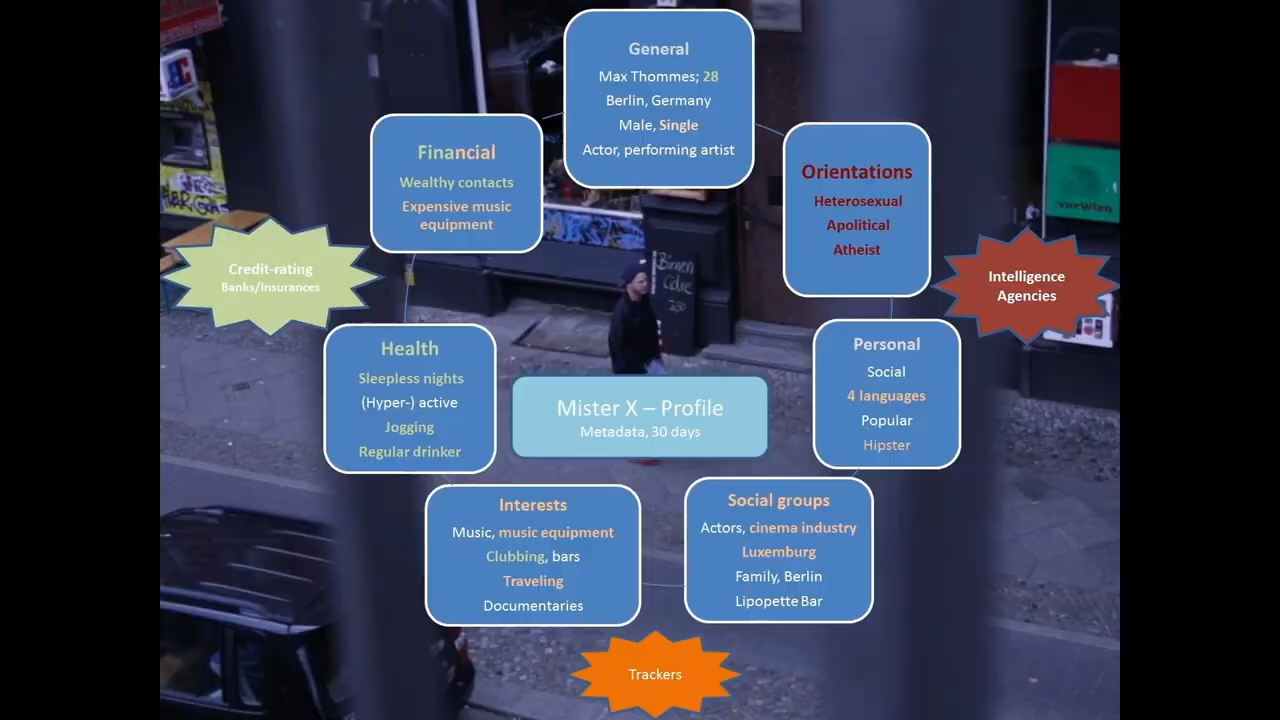 General
Max Thommes; 28
Berlin, Germany
Male, Single
Actor, performing artist
Financial
Wealthy contacts
Expensive music
equipment
Orientations
Heterosexual
Apolitical
Atheist
Credit-rating
Banks/Insurances
Intelligence
Agencies
Health
Sleepless nights
(Hyper-) active
Jogging
Regular drinker
Mister X – Profile
Metadata, 30 days
Personal
Social
4 languages
Popular
Hipster
Interests
Music, music equipment
Clubbing, bars
Traveling
Documentaries
Social groups
Actors, cinema industry
Luxemburg
Family, Berlin
Lipopette Bar
Trackers